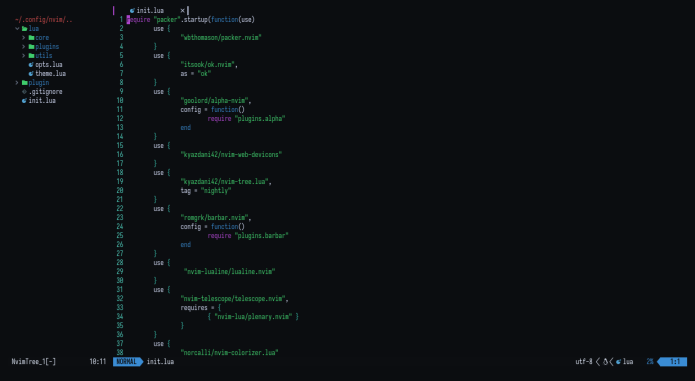 init.lua ×
~/.config/nvim/..
lua
core
plugins
utils
opts.lua
theme.lua
plugin
.gitignore
init.lua
1 require "packer".startup(function(use)
2 use {
3 "wbthomason/packer.nvim"
4 }
5 use {
6 "itsook/ok.nvim",
7 as = "ok"
8 }
9 use {
10 "goolord/alpha-nvim",
11 config = function()
12 require "plugins.alpha"
13 end
14 }
15 use {
16 "kyazdani42/nvim-web-devicons"
17 }
18 use {
19 "kyazdani42/nvim-tree.lua",
20 tag = "nightly"
21 }
22 use {
23 "romgrk/barbar.nvim",
24 config = function()
25 require "plugins.barbar"
26 end
27 }
28 use {
29 "nvim-lualine/lualine.nvim"
30 }
31 use {
32 "nvim-telescope/telescope.nvim",
33 requires = {
34 { "nvim-lua/plenary.nvim" }
35 }
36 }
37 use {
38 "norcalli/nvim-colorizer.lua"
NvimTree_1[-] 10:11 NORMAL init.lua utf-8 lua 2% 1:1